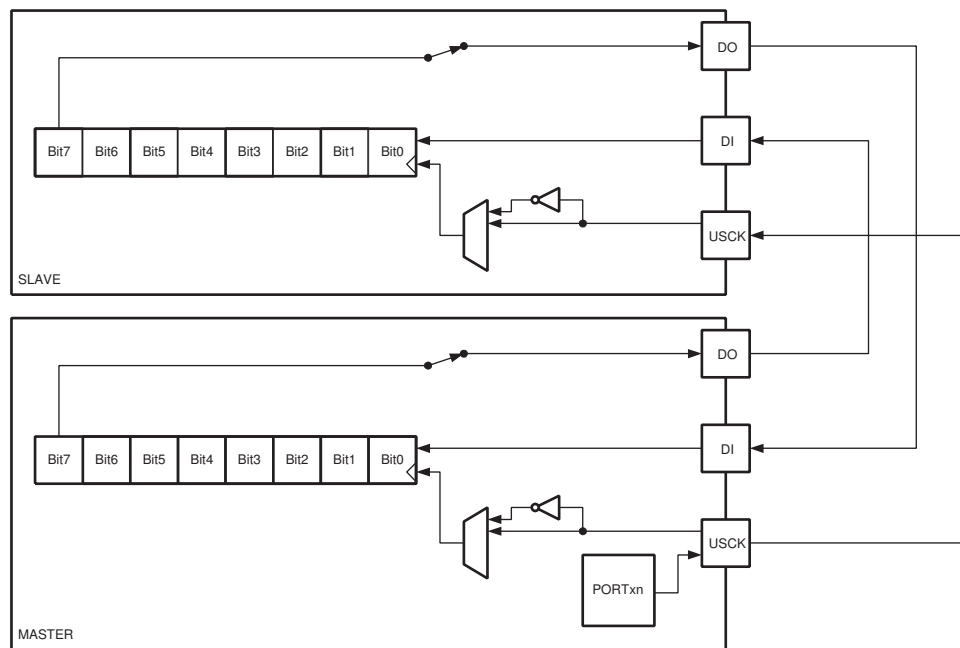 DO
Bit7 Bit6 Bit5 Bit4 Bit3 Bit2 Bit1 Bit0
DI
USCK
SLAVE
DO
Bit7 Bit6 Bit5 Bit4 Bit3 Bit2 Bit1 Bit0
DI
USCK
PORTxn
MASTER